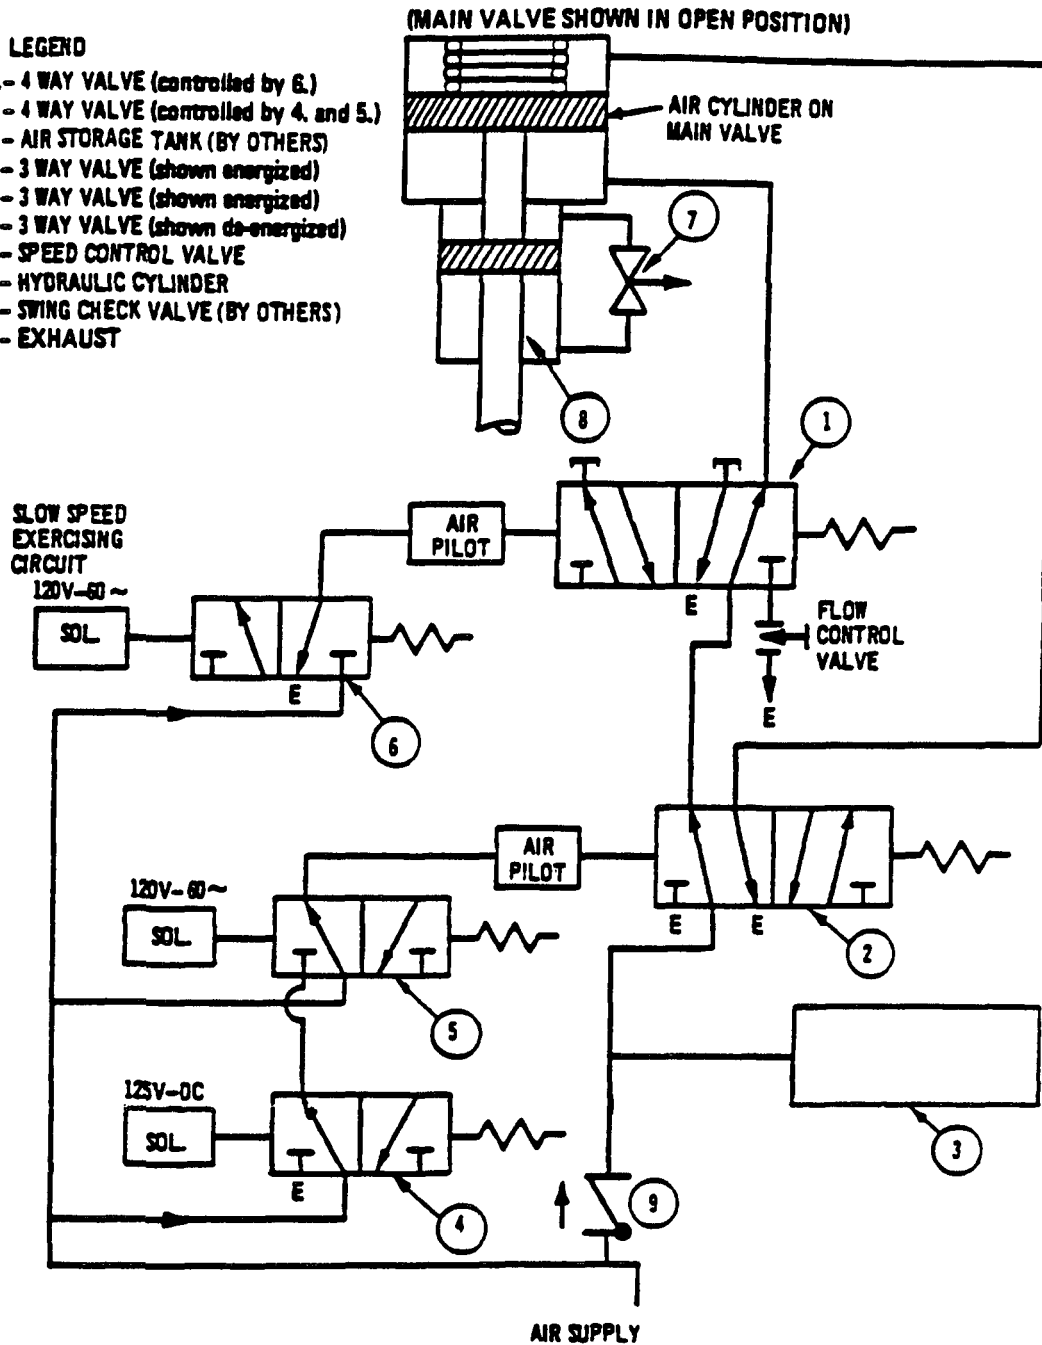 (MAIN VALVE SHOWN IN OPEN POSITION)
LEGEND
- 4 WAY VALVE (controlled by 6.)
- 4 WAY VALVE (controlled by 4. and 5.)
- AIR STORAGE TANK (BY OTHERS)
- 3 WAY VALVE (shown energized)
- 3 WAY VALVE (shown energized)
- 3 WAY VALVE (shown de-energized)
- SPEED CONTROL VALVE
- HYDRAULIC CYLINDER
- SWING CHECK VALVE (BY OTHERS)
- EXHAUST
AIR CYLINDER ON
MAIN VALVE
7
8
1
SLOW SPEED
EXERCISING
CIRCUIT
120V-60~
SOL.
AIR
PILOT
E
FLOW
CONTROL
VALVE
E
E
6
AIR
PILOT
120V-60~
SOL.
E
E
2
5
125V-DC
SOL.
E
4
3
9
AIR SUPPLY